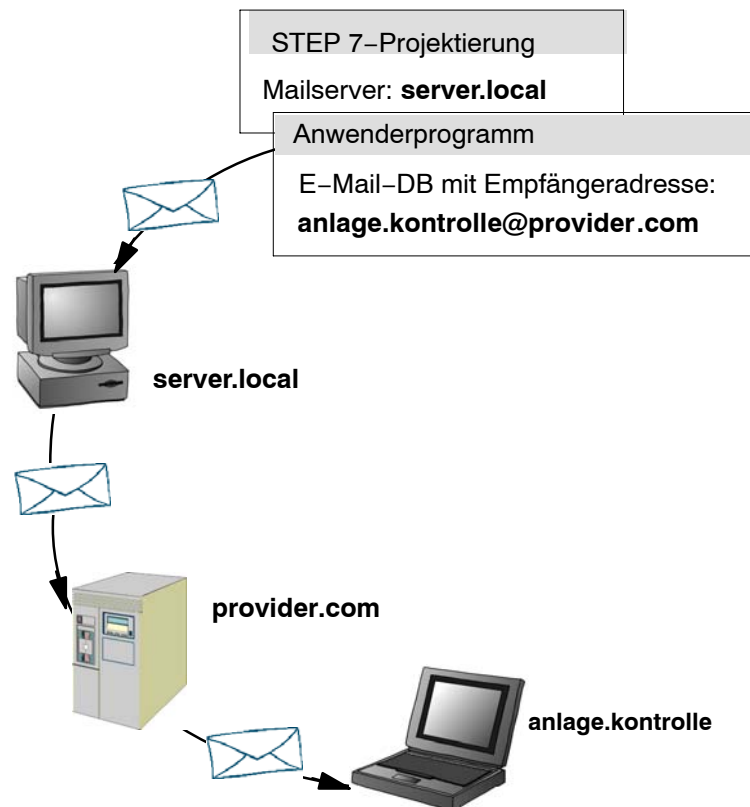 STEP 7–Projektierung
Mailserver: server.local
Anwenderprogramm
E–Mail–DB mit Empfängeradresse:
anlage.kontrolle@provider.com
server.local
provider.com
anlage.kontrolle